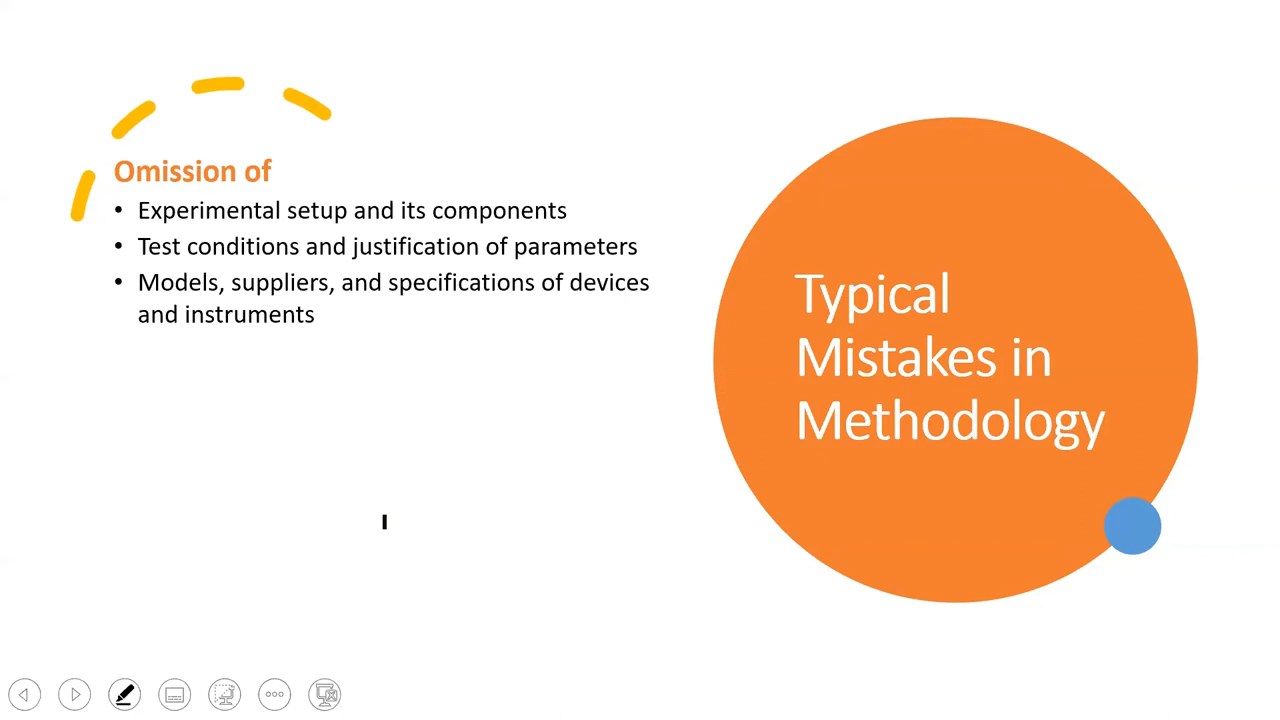 Omission of
• Experimental setup and its components
• Test conditions and justification of parameters
• Models, suppliers, and specifications of devices
and instruments
Typical
Mistakes in
Methodology